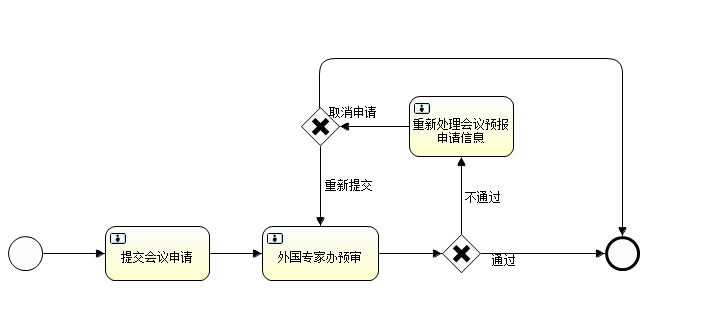 取消申请
重新处理会议预报
申请信息
重新提交
不通过
提交会议申请
外国专家办预审
通过